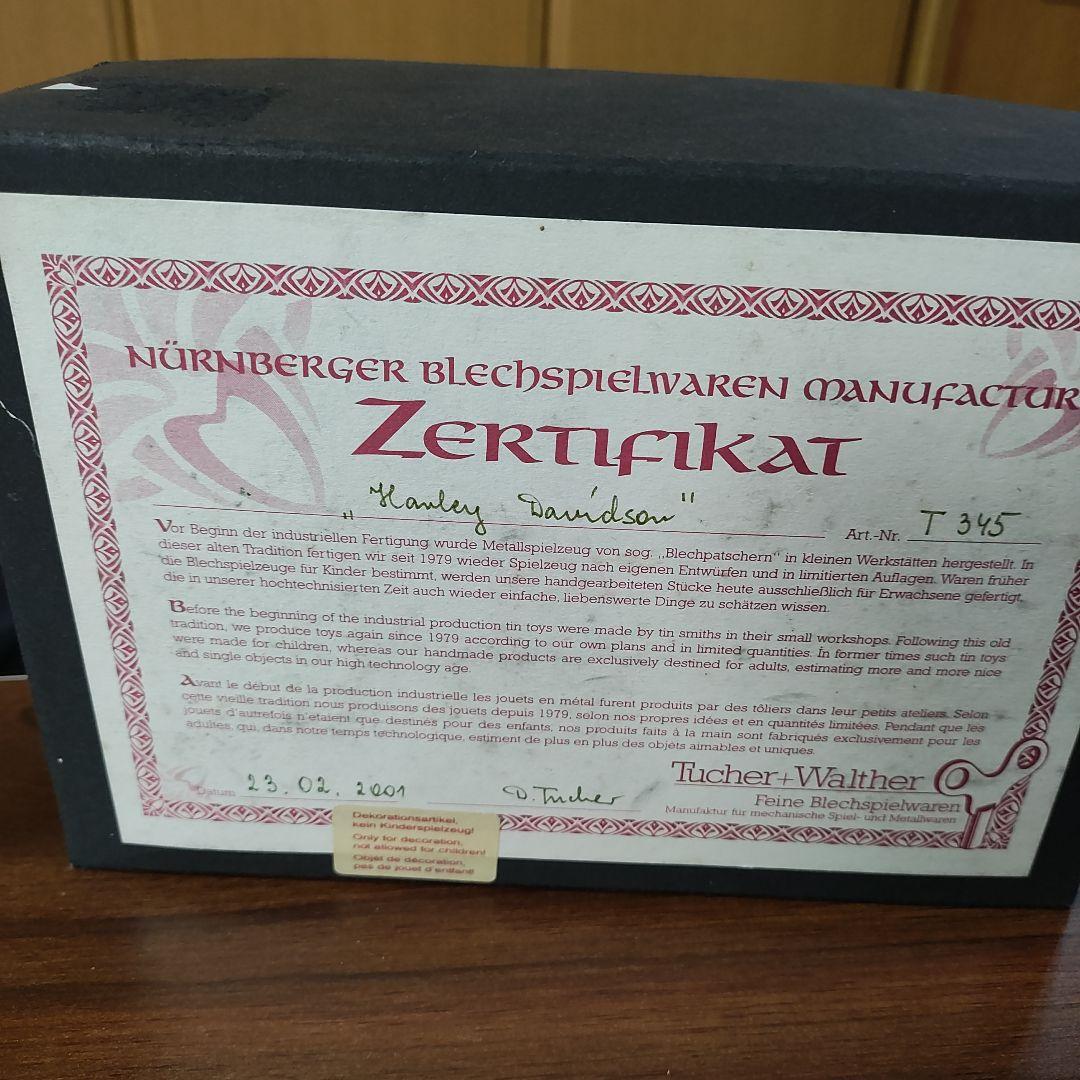 NÜRNBERGER BLECHSPIELWAREN MANUFACTUR
ZERTIFIKAT
„Harley Davidson"
Art.-Nr. T 345
Vor Beginn der industriellen Fertigung wurde Metallspielzeug von sog. „Blechpatschern" in kleinen Werkstätten hergestellt. In
dieser alten Tradition fertigen wir seit 1979 wieder Spielzeug nach eigenen Entwürfen und in limitierten Auflagen. Waren früher
die Blechspielzeuge für Kinder bestimmt, werden unsere handgearbeiteten Stücke heute ausschließlich für Erwachsene gefertigt,
die in unserer hochtechnisierten Zeit auch wieder einfache, liebenswerte Dinge zu schätzen wissen.
Before the beginning of the industrial production tin toys were made by tin smiths in their small workshops. Following this old
tradition, we produce toys again since 1979 according to our own plans and in limited quantities. In former times such tin toys
were made for children, whereas our handmade products are exclusively destined for adults, estimating more and more nice
and single objects in our high technology age.
Avant le début de la production industrielle les jouets en métal furent produits par des tôliers dans leur petits ateliers. Selon
cette vieille tradition nous produisons des jouets depuis 1979, selon nos propres idées et en quantités limitées. Pendant que les
jouets d'autrefois n'etaient que destinés pour des enfants, nos produits faits à la main sont fabriqués exclusivement pour les
adultes, qui, dans notre temps technologique, estiment de plus en plus des objets aimables et uniques.
Datum 23.02.2001
D. Tucher
Tucher+Walther
Feine Blechspielwaren
Manufaktur für mechanische Spiel- und Metallwaren
Dekorationsartikel,
kein Kinderspielzeug!
Only for decoration,
not allowed for children!
Objet de décoration,
pas de jouet d'enfant!